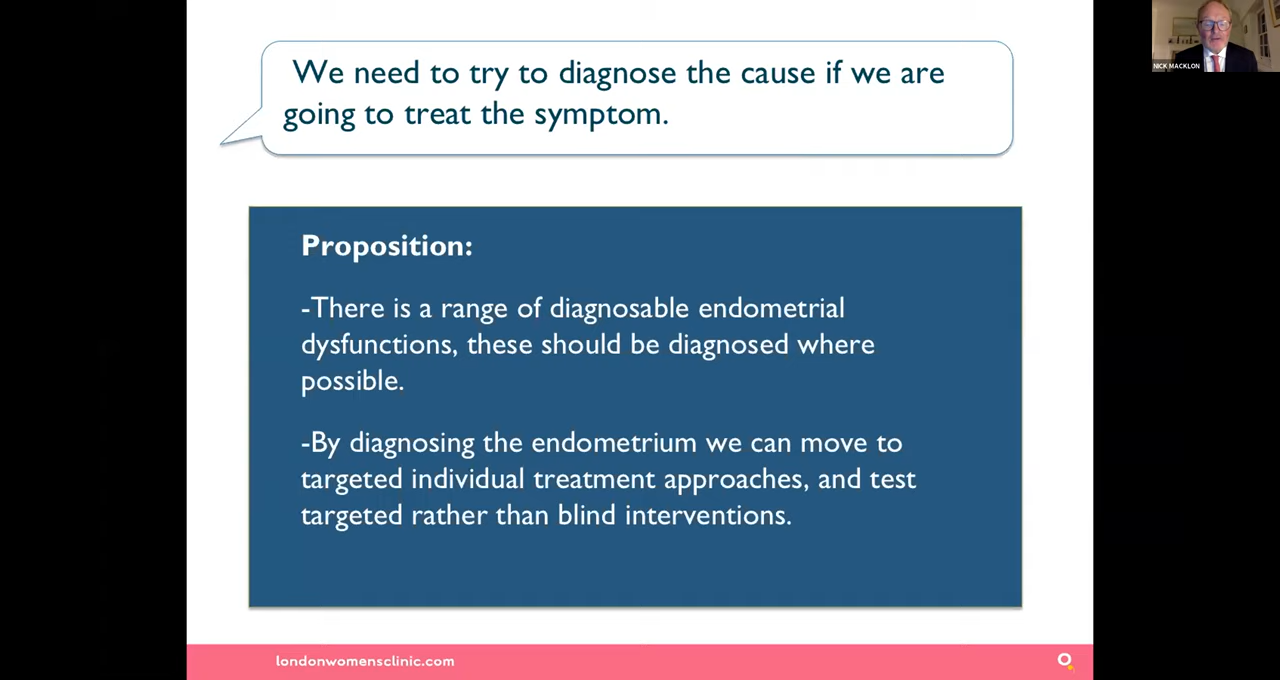 NICK MACKLON
We need to try to diagnose the cause if we are
going to treat the symptom.
Proposition:
-There is a range of diagnosable endometrial
dysfunctions, these should be diagnosed where
possible.
-By diagnosing the endometrium we can move to
targeted individual treatment approaches, and test
targeted rather than blind interventions.
londonwomensclinic.com